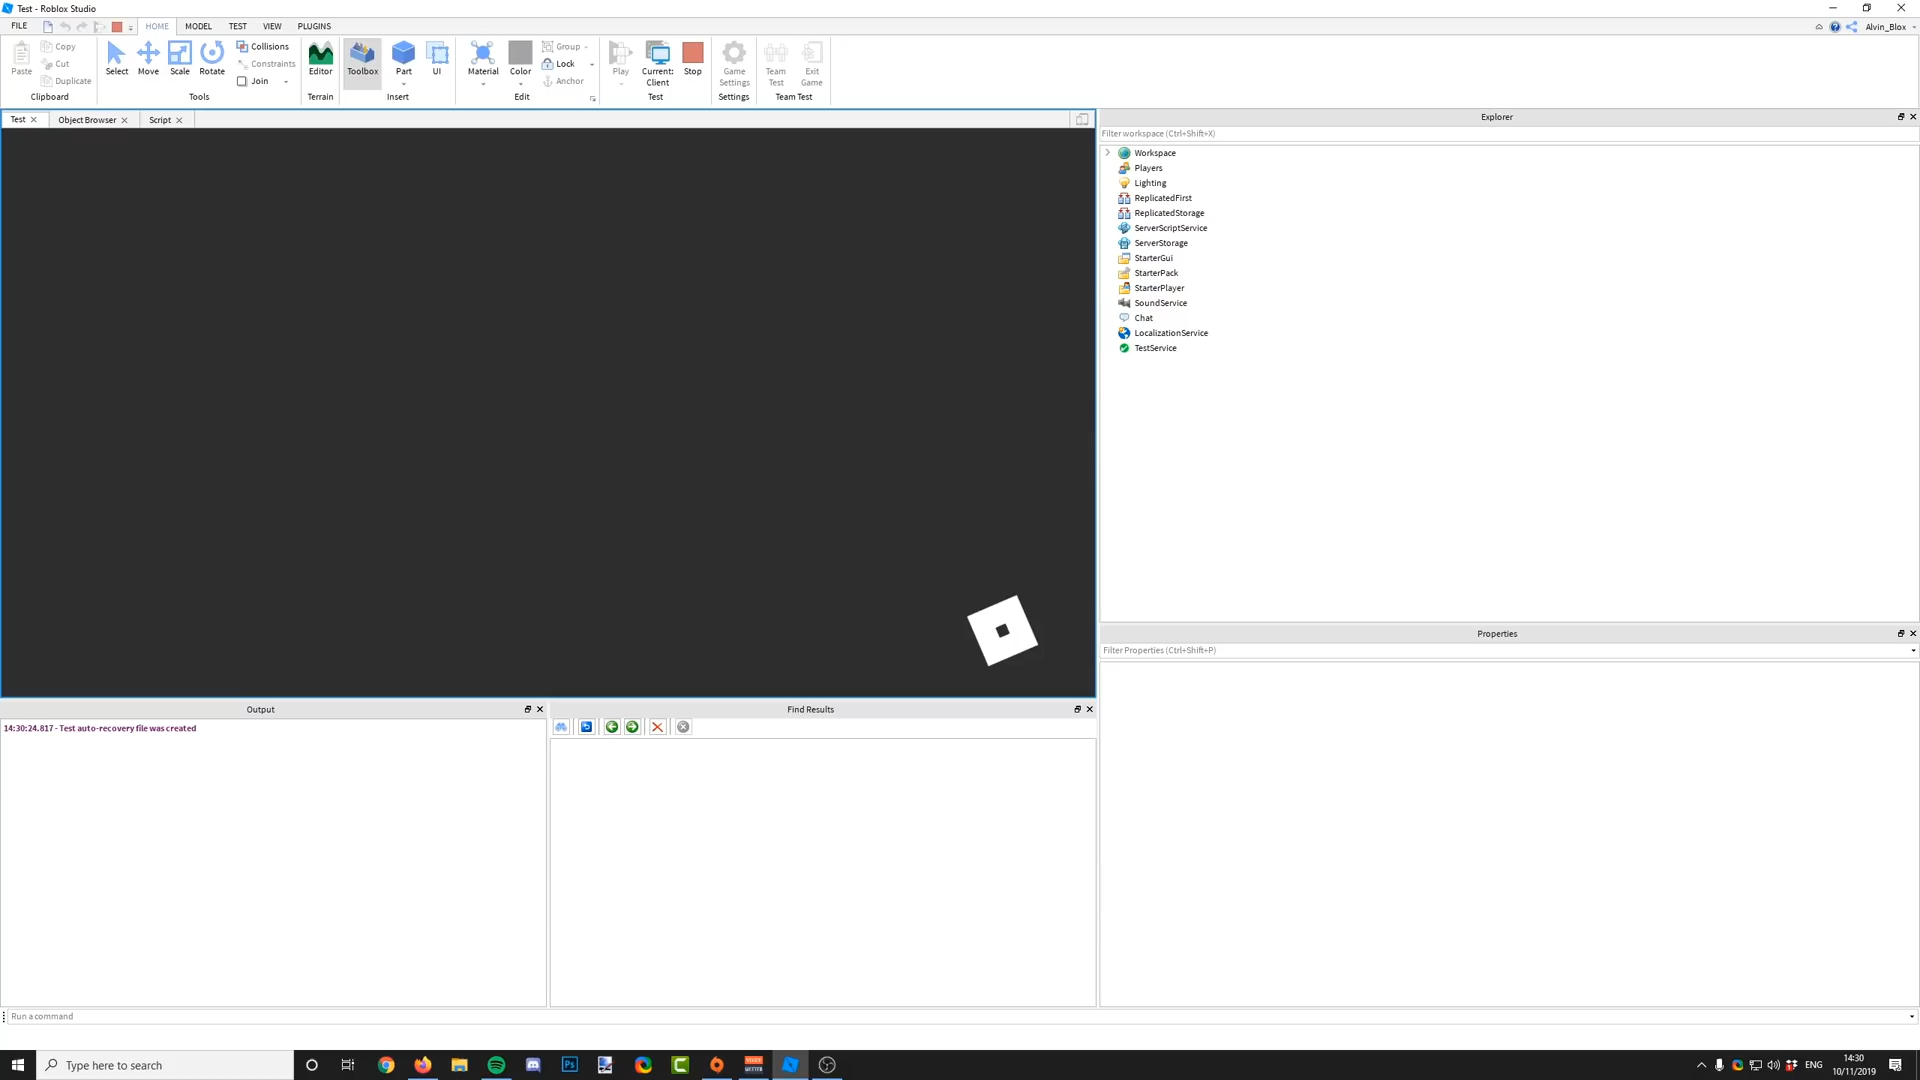 Test - Roblox Studio
FILE HOME MODEL TEST VIEW PLUGINS
Alvin_Blox
Paste
Copy
Cut
Duplicate
Clipboard
Select
Move
Scale
Rotate
Collisions
Constraints
Join
Tools
Editor
Terrain
Toolbox
Part
UI
Insert
Material
Color
Group
Lock
Anchor
Edit
Play
Current:
Client
Stop
Test
Game
Settings
Settings
Team
Test
Exit
Game
Team Test
Test
Object Browser
Script
Explorer
Filter workspace (Ctrl+Shift+X)
Workspace
Players
Lighting
ReplicatedFirst
ReplicatedStorage
ServerScriptService
ServerStorage
StarterGui
StarterPack
StarterPlayer
SoundService
Chat
LocalizationService
TestService
Properties
Filter Properties (Ctrl+Shift+P)
Output
14:30:24.817 - Test auto-recovery file was created
Find Results
Run a command
Type here to search
Ps
ENG
14:30
10/11/2019